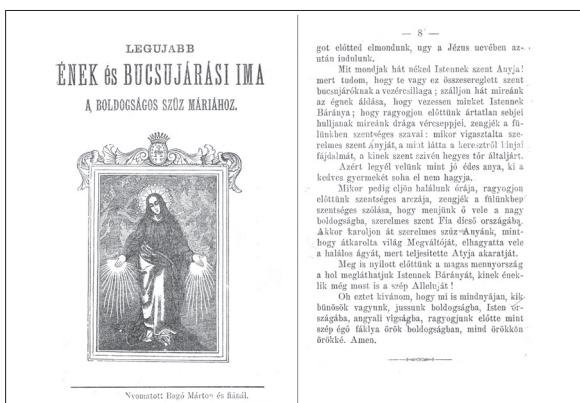 LEGUJABB
ÉNEK és BUCSUJÁRÁSI IMA
A BOLDOGSÁGOS SZŰZ MÁRIÁHOZ.
Nyomatott Bagó Márton és fiánál.
— 8 —
got előtted elmondunk, ugy a Jézus nevében az-
után indulunk.
Mit mondjak hát néked Istennek szent Anyja!
mert tudom, hogy te vagy ez összesereglett szent
bucsujáróknak a vezércsillaga; szálljon hát mireánk
az égnek áldása, hogy vezessen minket Istennek
Báránya; hogy ragyogjon előttünk ártatlan sebjei
hulljanak mireánk drága vércseppjei, zengjék a fü-
lünkben szentséges szavai: mikor vigasztalta sze-
relmes szent Anyját, a mint látta a keresztről kinjai
fájdalmát, a kinek szent szivén hegyes tőr általjárt.
Azért legyél velünk mint jó édes anya, ki a
kedves gyermekét soha el nem hagyja.
Mikor pedig eljön halálunk órája, ragyogjon
előttünk szentséges arczája, zengjék a fülünkbep
szentséges szólása, hogy menjünk ő vele a nagy
boldogságba, szerelmes szent Fia dicső országába.
Akkor karoljon át szerelmes szűz Anyánk, mint-
hogy átkarolta világ Megváltóját, elhagyatta vele
a halálos ágyát, mert teljesitette Atyja akaratját.
Meg is nyilott előttünk a magas mennyország
a hol megláthatjuk Istennek Bárányát, kinek ének-
lik még most is a szép Alleluját!
Oh eztet kivánom, hogy mi is mindnyájan, kik
bünösök vagyunk, jussunk boldogságba, Isten or-
szágába, angyali vigságba, ragyogjunk előtte mint
szép égő fáklya örök boldogságban, mind örökkön
örökké. Amen.